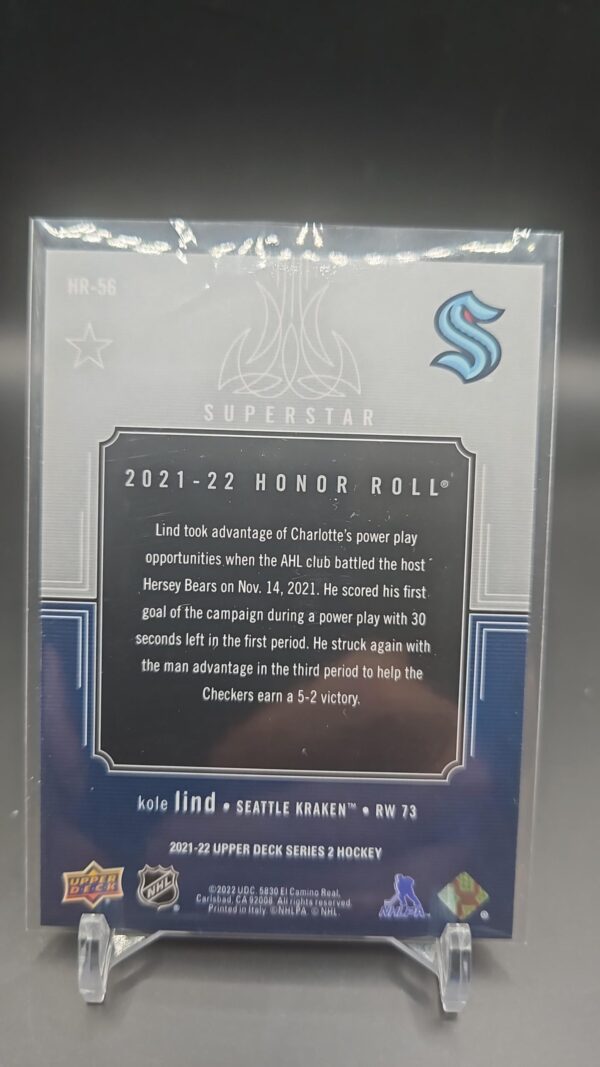 HR-56
SUPERSTAR
2021-22 HONOR ROLL®
Lind took advantage of Charlotte's power play
opportunities when the AHL club battled the host
Hersey Bears on Nov. 14, 2021. He scored his first
goal of the campaign during a power play with 30
seconds left in the first period. He struck again with
the man advantage in the third period to help the
Checkers earn a 5-2 victory.
kole lind • SEATTLE KRAKEN™ • RW 73
2021-22 UPPER DECK SERIES 2 HOCKEY
UPPER
DECK
NHL
©2022 UDC. 5830 El Camino Real,
Carlsbad, CA 92008. All rights reserved.
Printed in Italy ©NHLPA. © NHL.
NHLPA